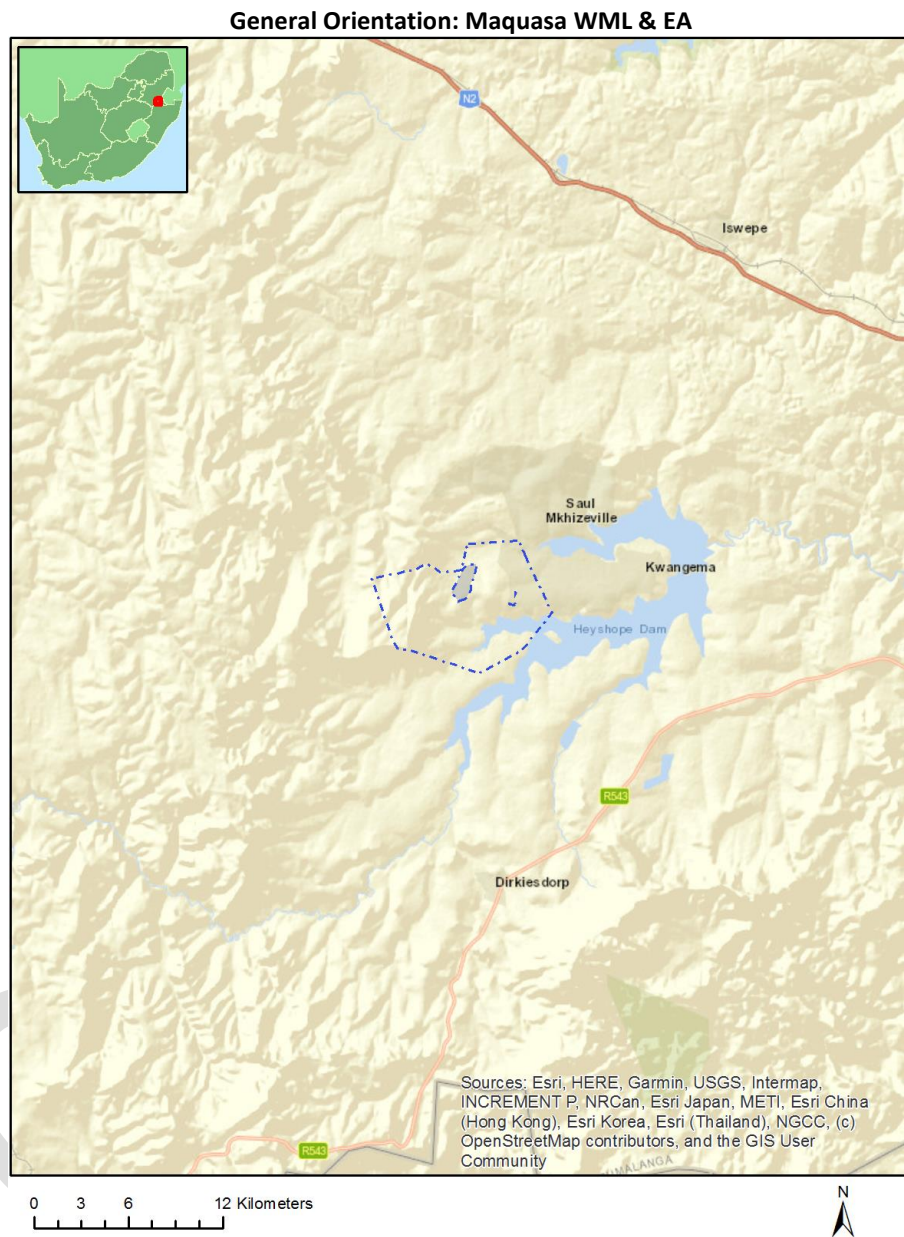 General Orientation: Maquasa WML & EA
N2
Iswepe
Saul
Mkhizeville
Kwangema
Heyshope Dam
R543
Dirkiesdorp
Sources: Esri, HERE, Garmin, USGS, Intermap,
INCREMENT P, NRCan, Esri Japan, METI, Esri China
(Hong Kong), Esri Korea, Esri (Thailand), NGCC, (c)
OpenStreetMap contributors, and the GIS User
Community
R543
0 3 6 12 Kilometers
N